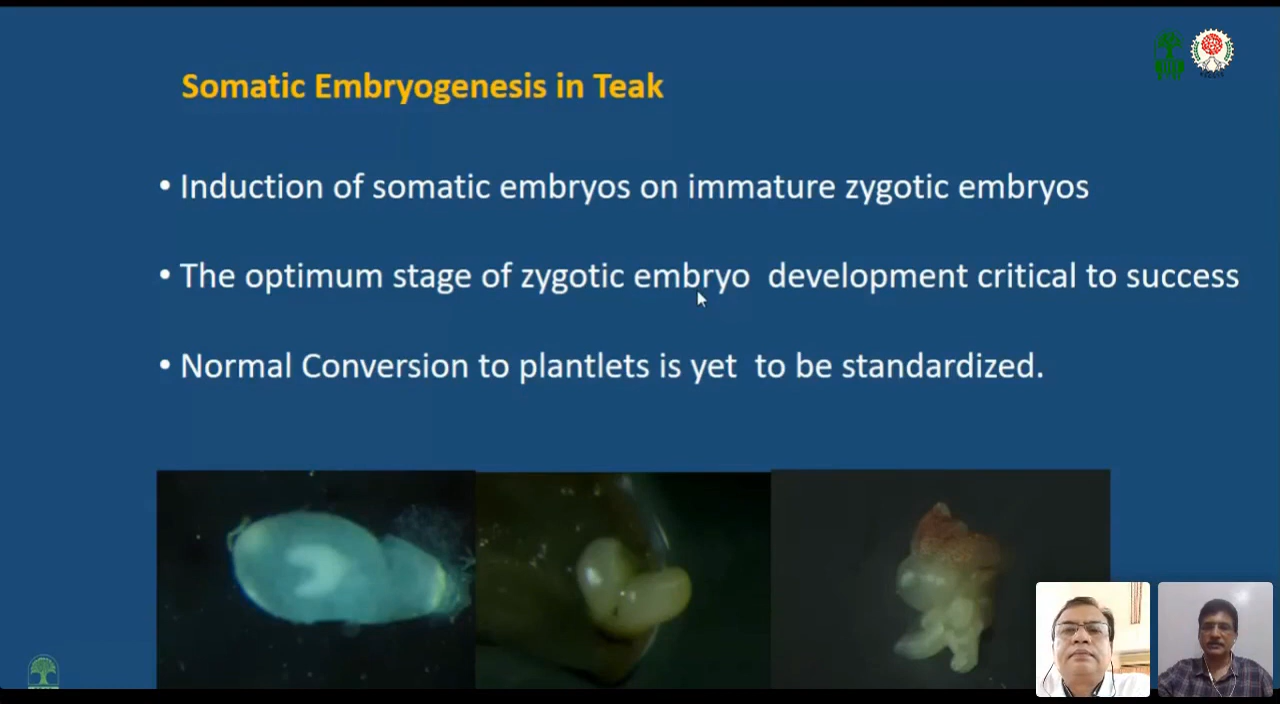 Somatic Embryogenesis in Teak
• Induction of somatic embryos on immature zygotic embryos
• The optimum stage of zygotic embryo development critical to success
• Normal Conversion to plantlets is yet to be standardized.